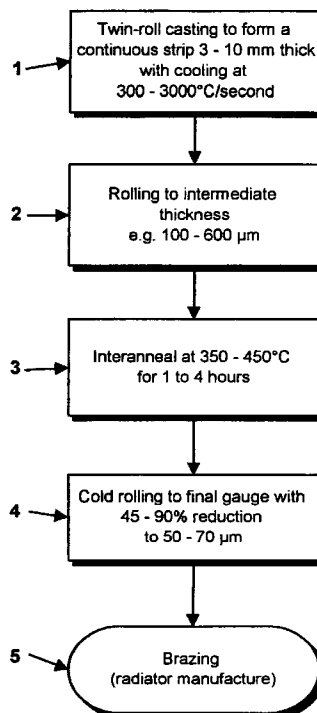 Twin-roll casting to form a
continuous strip 3 - 10 mm thick
with cooling at
300 - 3000°C/second
1
Rolling to intermediate
thickness
e.g. 100 - 600 µm
2
Interanneal at 350 - 450°C
for 1 to 4 hours
3
Cold rolling to final gauge with
45 - 90% reduction
to 50 - 70 µm
4
Brazing
(radiator manufacture)
5